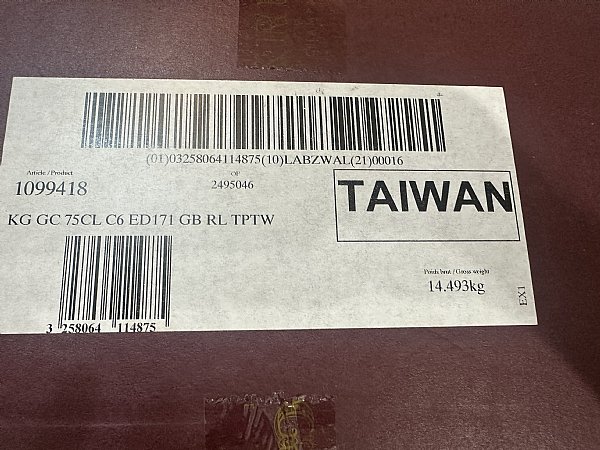 (01)03258064114875(10)LABZWAL(21)00016
Article / Product
1099418
OF
2495046
TAIWAN
KG GC 75CL C6 ED171 GB RL TPTW
Poids brut / Gross weight
14.493kg
EX1
3 258064 114875